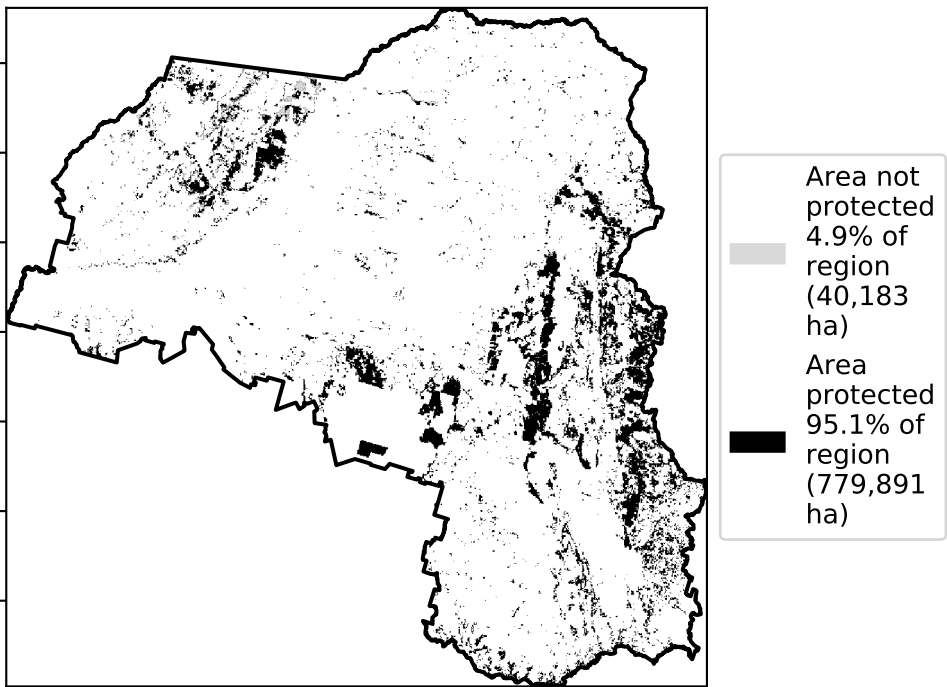 Area not
protected
4.9% of
region
(40,183
ha)
Area
protected
95.1% of
region
(779,891
ha)